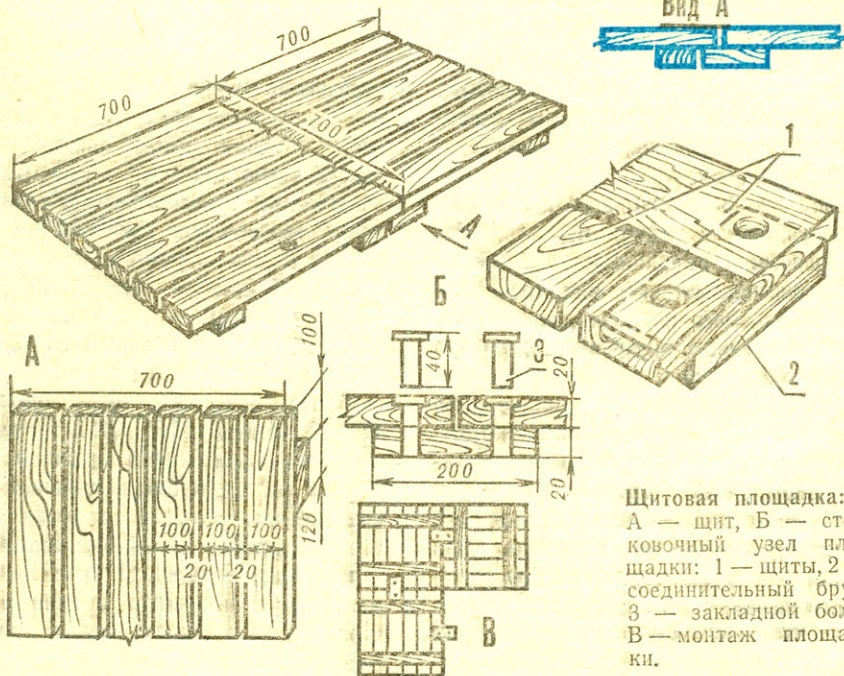 Вид А
700
700
700
1
А
Б
2
А
700
100
120
100
100
100
20
20
40
3
20
20
200
В
Щитовая площадка:
А — щит, Б — ст
ковочный узел пл
щадки: 1 — щиты, 2
соединительный бру
3 — закладной бол
В — монтаж площа
ки.